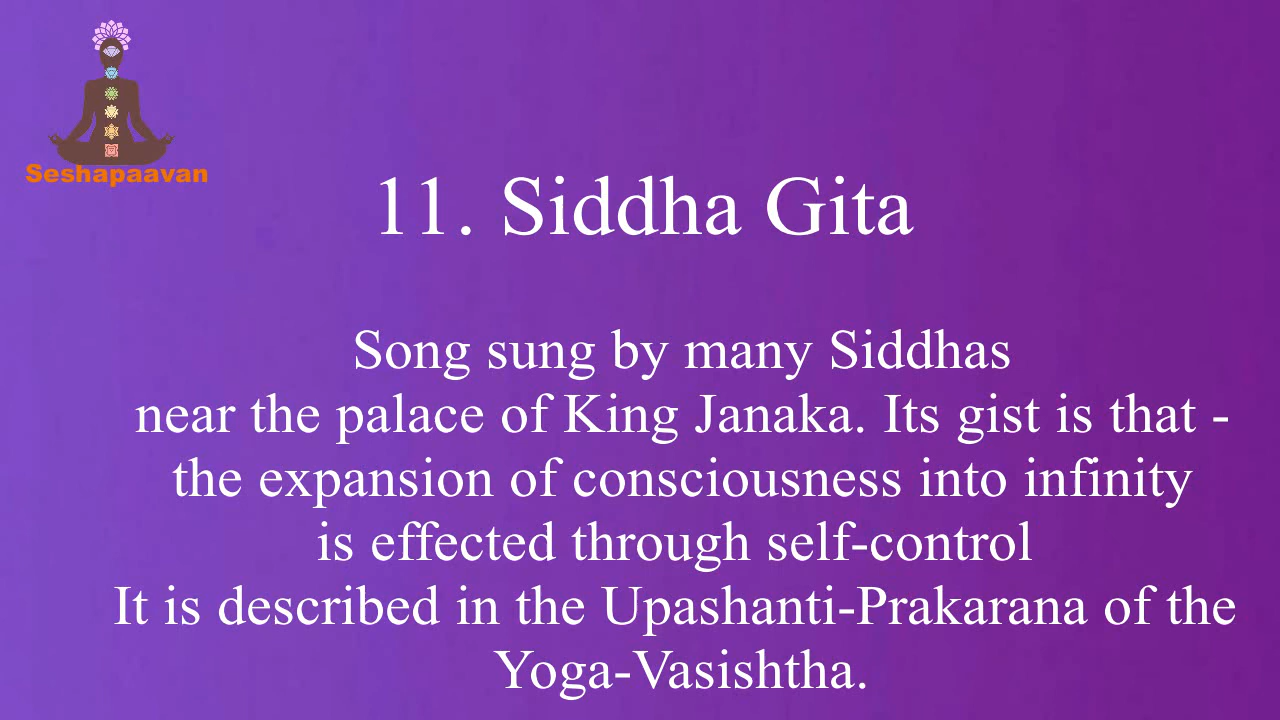 Seshapaavan
11. Siddha Gita
Song sung by many Siddhas
near the palace of King Janaka. Its gist is that -
the expansion of consciousness into infinity
is effected through self-control
It is described in the Upashanti-Prakarana of the
Yoga-Vasishtha.